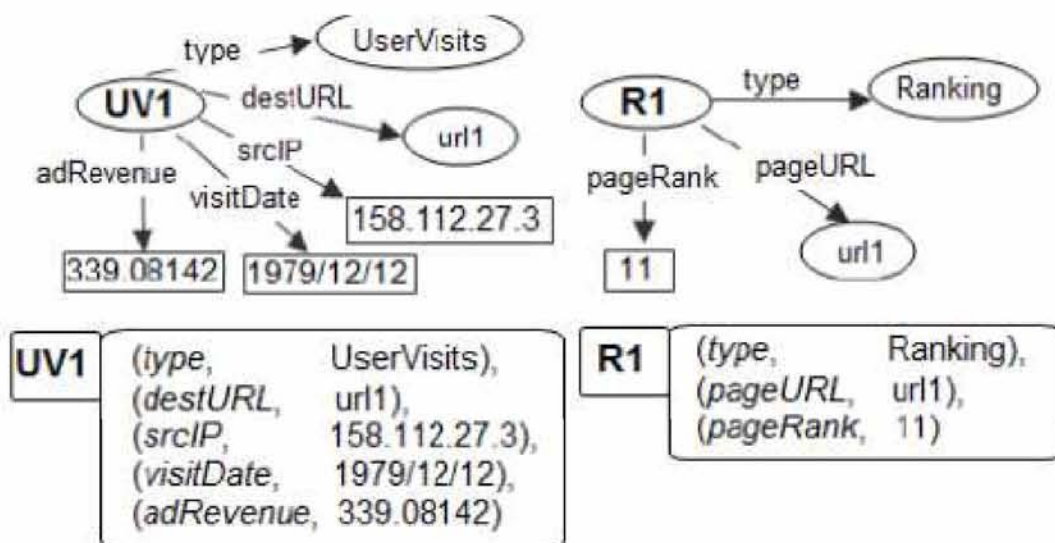 type
UserVisits
UV1
destURL
url1
srcIP
adRevenue
visitDate
158.112.27.3
339.08142
1979/12/12
R1
type
Ranking
pageRank
pageURL
11
url1
UV1
(type, UserVisits),
(destURL, url1),
(srcIP, 158.112.27.3),
(visitDate, 1979/12/12),
(adRevenue, 339.08142)
R1
(type, Ranking),
(pageURL, url1),
(pageRank, 11)